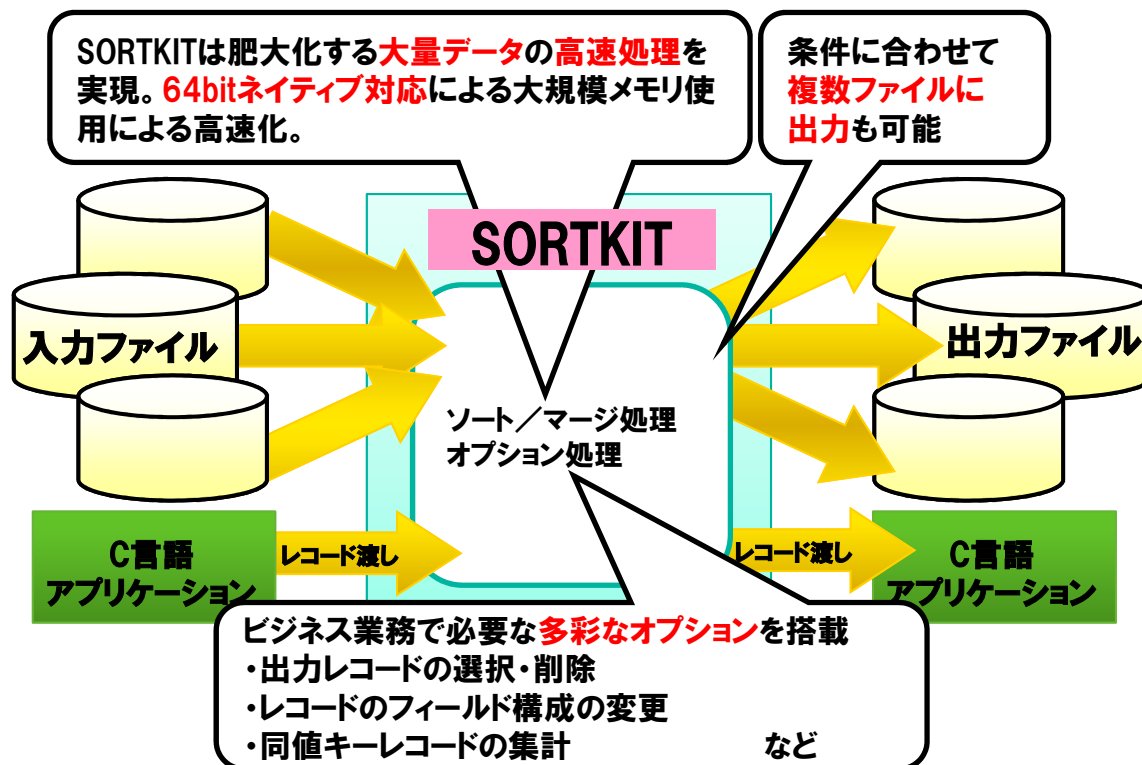 SORTKITは肥大化する大量データの高速処理を
実現。64bitネイティブ対応による大規模メモリ使
用による高速化。
条件に合わせて
複数ファイルに
出力も可能
SORTKIT
入力ファイル
出力ファイル
ソート／マージ処理
オプション処理
C言語
アプリケーション
レコード渡し
レコード渡し
C言語
アプリケーション
ビジネス業務で必要な多彩なオプションを搭載
・出力レコードの選択・削除
・レコードのフィールド構成の変更
・同値キーレコードの集計　　　　　　など